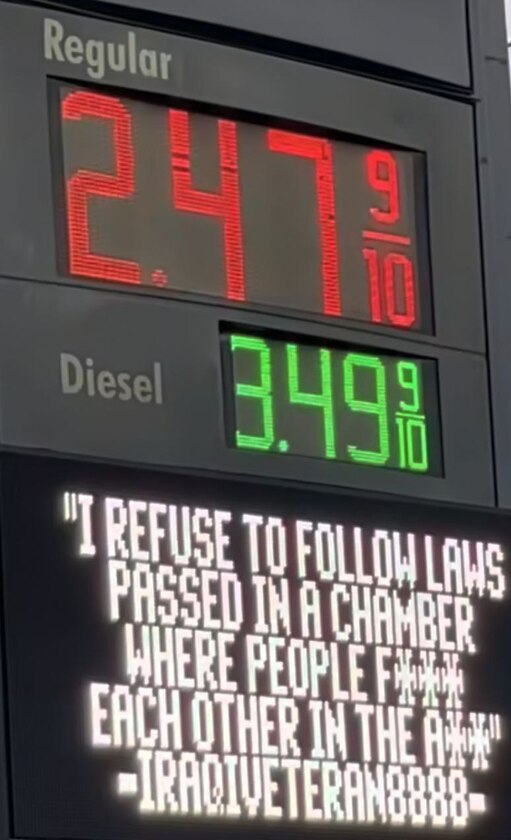 Regular
2.47 9/10
Diesel
3.49 9/10
"I REFUSE TO FOLLOW LAWS
PASSED IN A CHAMBER
WHERE PEOPLE F***
EACH OTHER IN THE A**"
-IRAQIVETERAN8888-